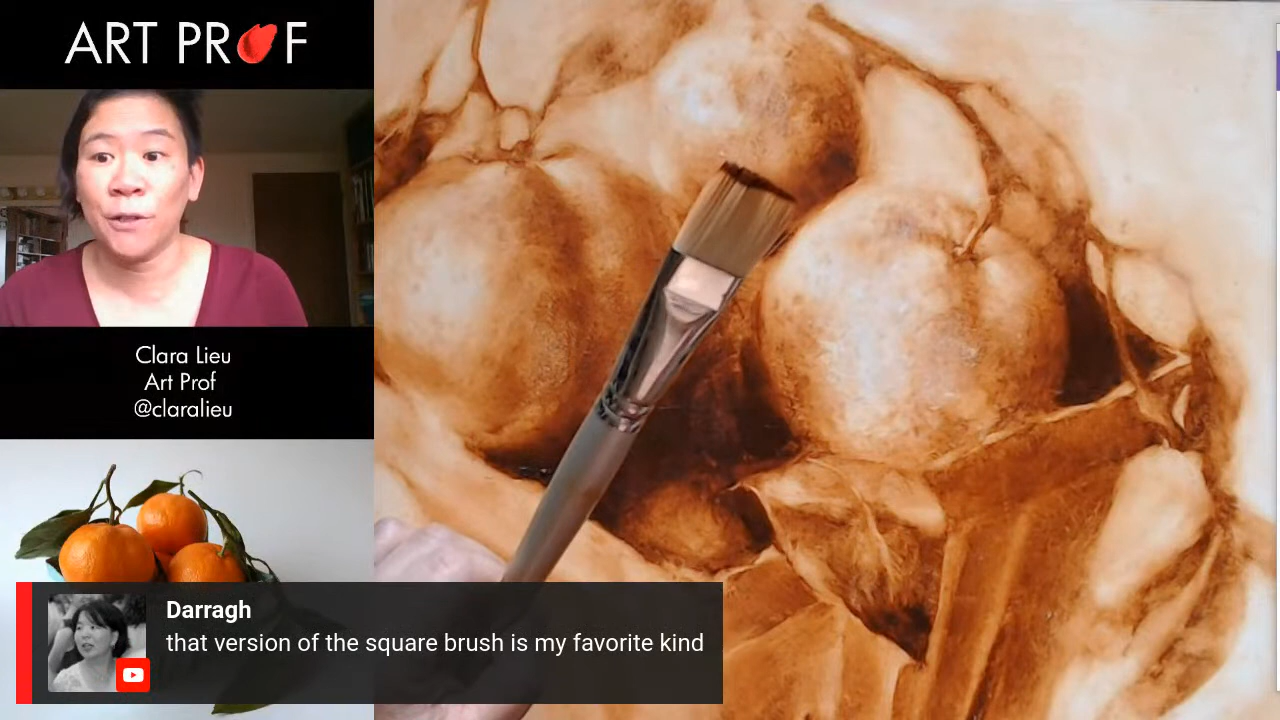 ART PROF
Clara Lieu
Art Prof
@claralieu
Darragh
that version of the square brush is my favorite kind